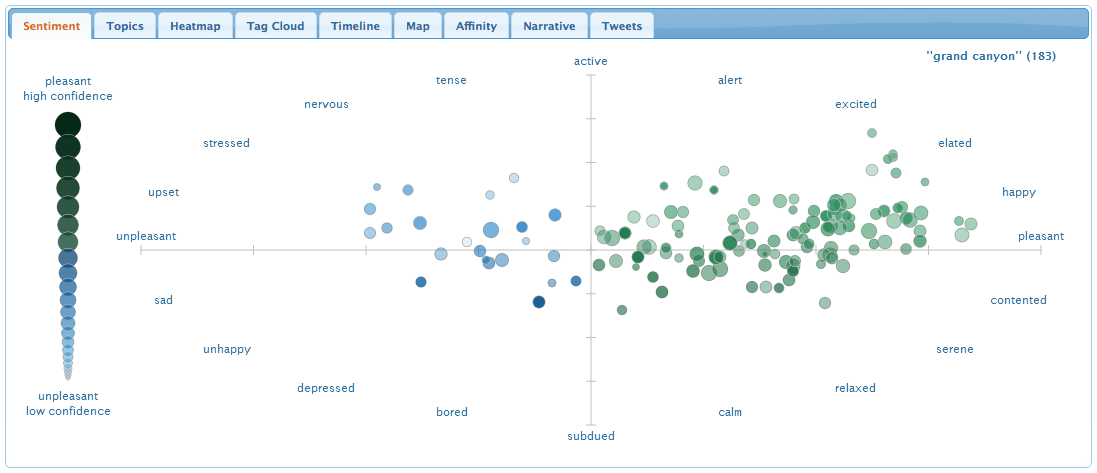 Sentiment Topics Heatmap Tag Cloud Timeline Map Affinity Narrative Tweets
"grand canyon" (183)
active
pleasant
high confidence
tense
alert
nervous
excited
stressed
elated
upset
happy
unpleasant
pleasant
sad
contented
unhappy
serene
depressed
relaxed
unpleasant
low confidence
bored
calm
subdued